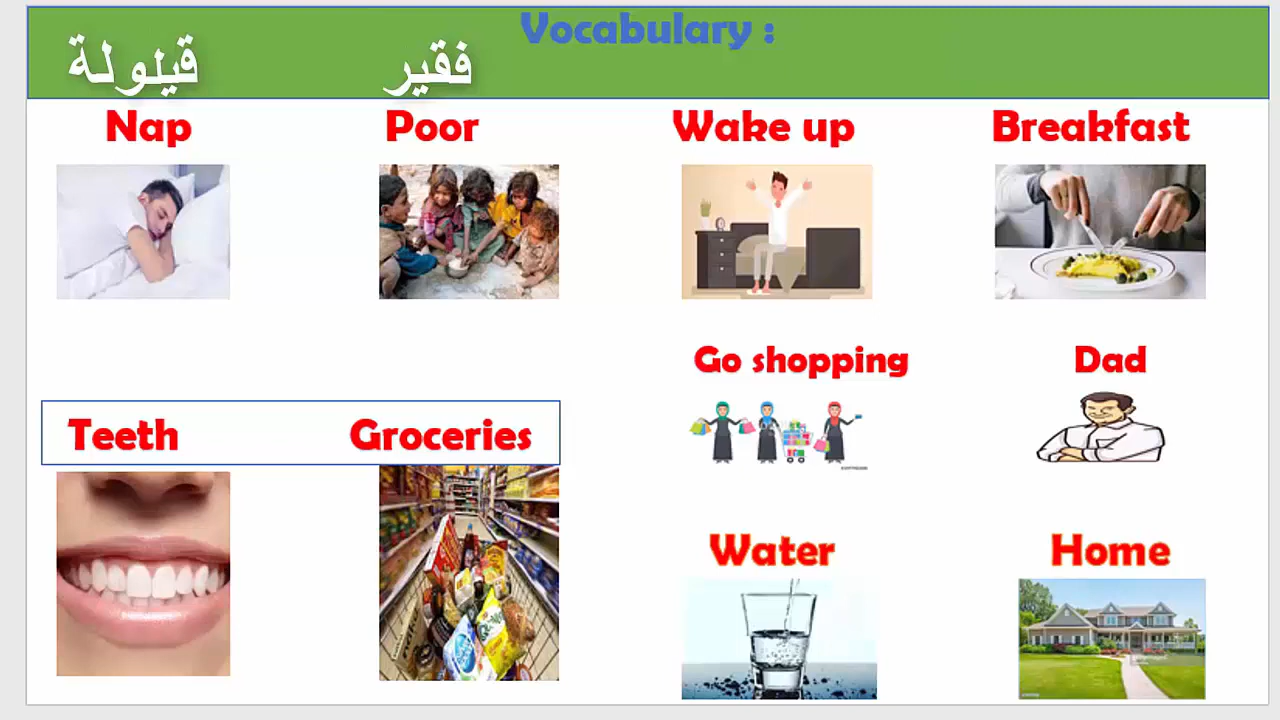 Vocabulary :
قيلولة
فقير
Nap
Poor
Wake up
Breakfast
Go shopping
Dad
Teeth
Groceries
Water
Home